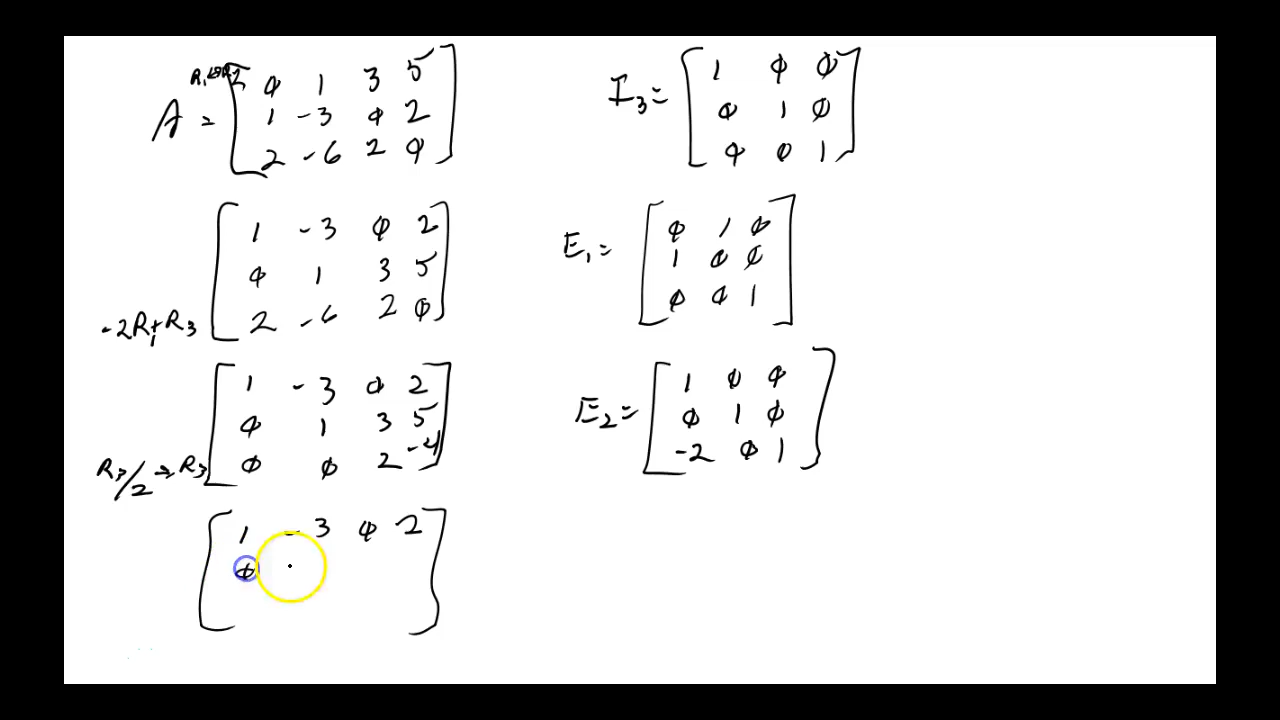 R₁↔R₂
A = [ 0 1 3 5
1 -3 0 2
2 -6 2 0 ]
I₃ = [ 1 0 0
0 1 0
0 0 1 ]
[ 1 -3 0 2
0 1 3 5
2 -6 2 0 ]
-2R₁+R₃
E₁ = [ 0 1 0
1 0 0
0 0 1 ]
[ 1 -3 0 2
0 1 3 5
0 0 2 -4 ]
R₃/2 → R₃
E₂ = [ 1 0 0
0 1 0
-2 0 1 ]
[ 1 -3 0 2
0 ]